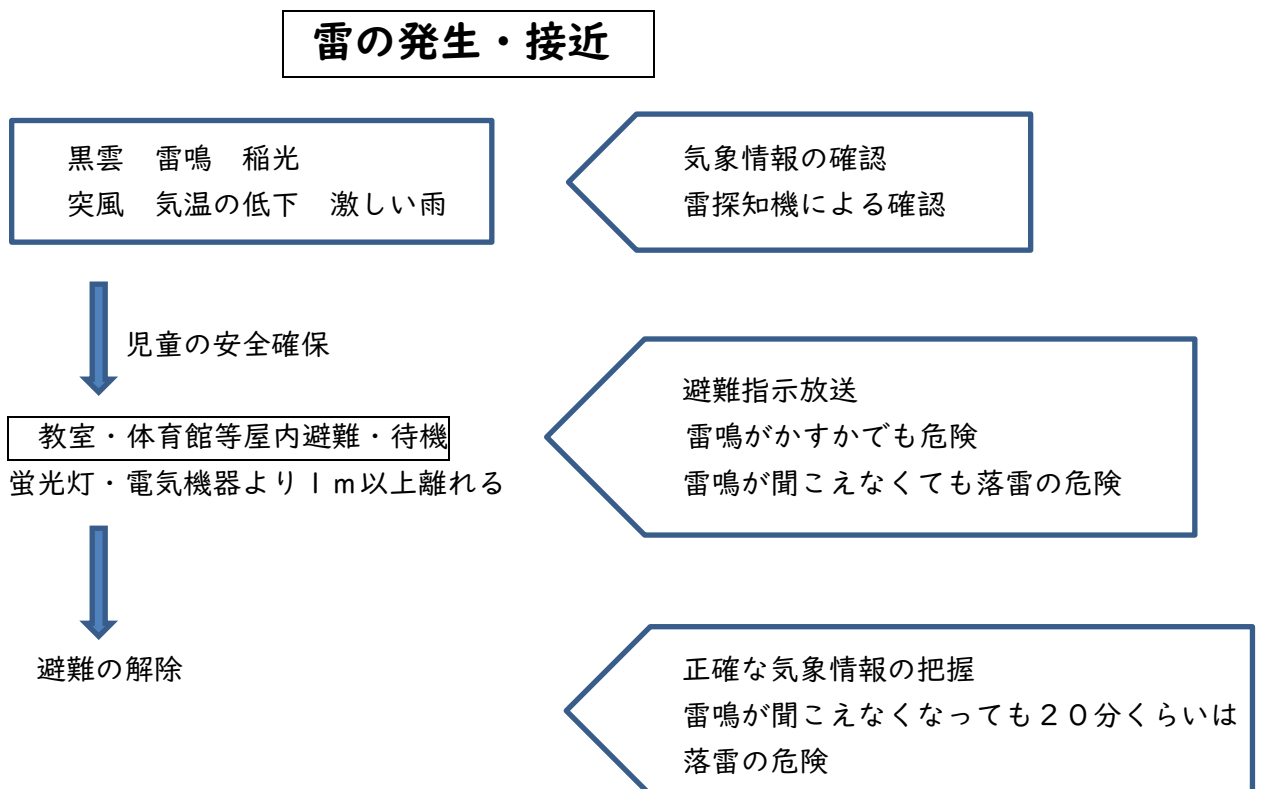 雷の発生・接近
黒雲　雷鳴　稲光
突風　気温の低下　激しい雨
気象情報の確認
雷探知機による確認
児童の安全確保
教室・体育館等屋内避難・待機
蛍光灯・電気機器より１ｍ以上離れる
避難指示放送
雷鳴がかすかでも危険
雷鳴が聞こえなくても落雷の危険
避難の解除
正確な気象情報の把握
雷鳴が聞こえなくなっても２０分くらいは
落雷の危険